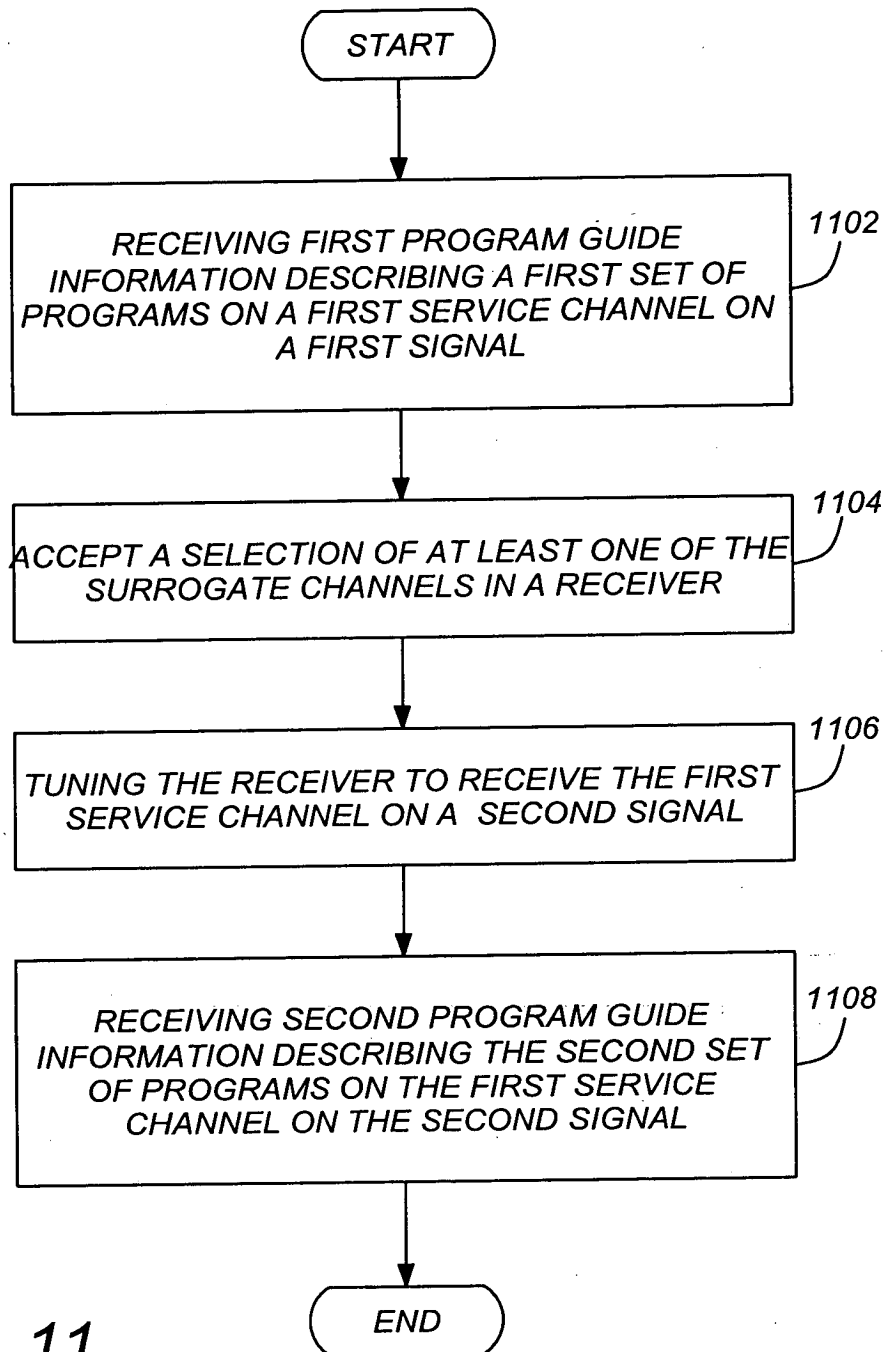 START
RECEIVING FIRST PROGRAM GUIDE
INFORMATION DESCRIBING A FIRST SET OF
PROGRAMS ON A FIRST SERVICE CHANNEL ON
A FIRST SIGNAL
1102
ACCEPT A SELECTION OF AT LEAST ONE OF THE
SURROGATE CHANNELS IN A RECEIVER
1104
TUNING THE RECEIVER TO RECEIVE THE FIRST
SERVICE CHANNEL ON A SECOND SIGNAL
1106
RECEIVING SECOND PROGRAM GUIDE
INFORMATION DESCRIBING THE SECOND SET
OF PROGRAMS ON THE FIRST SERVICE
CHANNEL ON THE SECOND SIGNAL
1108
END
11